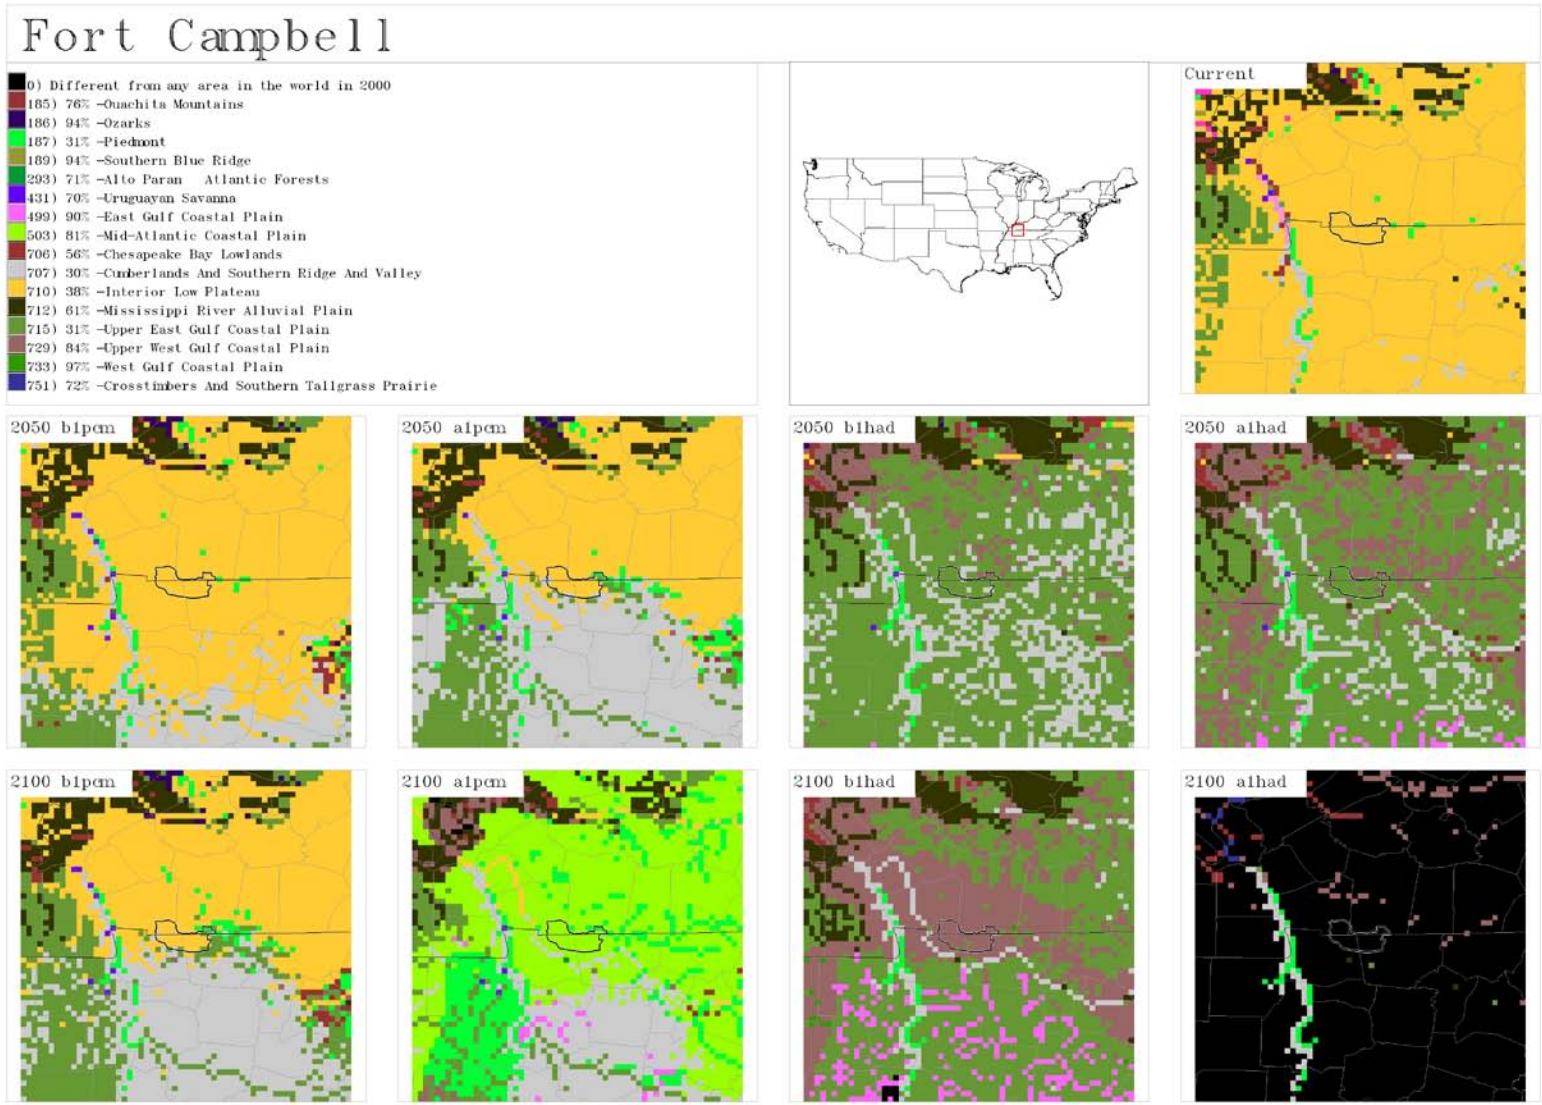 Fort Campbell
0) Different from any area in the world in 2000
185) 76% -Ouachita Mountains
186) 94% -Ozarks
187) 31% -Piedmont
189) 94% -Southern Blue Ridge
293) 71% -Alto Paran Atlantic Forests
431) 70% -Uruguayan Savanna
499) 90% -East Gulf Coastal Plain
503) 81% -Mid-Atlantic Coastal Plain
706) 56% -Chesapeake Bay Lowlands
707) 30% -Cumberlands And Southern Ridge And Valley
710) 38% -Interior Low Plateau
712) 61% -Mississippi River Alluvial Plain
715) 31% -Upper East Gulf Coastal Plain
729) 84% -Upper West Gulf Coastal Plain
733) 97% -West Gulf Coastal Plain
751) 72% -Crosstimbers And Southern Tallgrass Prairie
Current
2050 b1pcm
2050 a1pcm
2050 b1had
2050 a1had
2100 b1pcm
2100 a1pcm
2100 b1had
2100 a1had